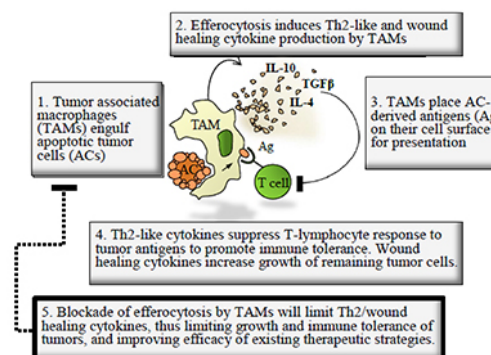 2. Efferocytosis induces Th2-like and wound
healing cytokine production by TAMs
IL-10
TGFβ
IL-4
1. Tumor associated
macrophages
(TAMs) engulf
apoptotic tumor
cells (ACs)
TAM
Ag
AC
T cell
3. TAMs place AC-
derived antigens (Ag
on their cell surface
for presentation
4. Th2-like cytokines suppress T-lymphocyte response to
tumor antigens to promote immune tolerance. Wound
healing cytokines increase growth of remaining tumor cells.
5. Blockade of efferocytosis by TAMs will limit Th2/wound
healing cytokines, thus limiting growth and immune tolerance of
tumors, and improving efficacy of existing therapeutic strategies.